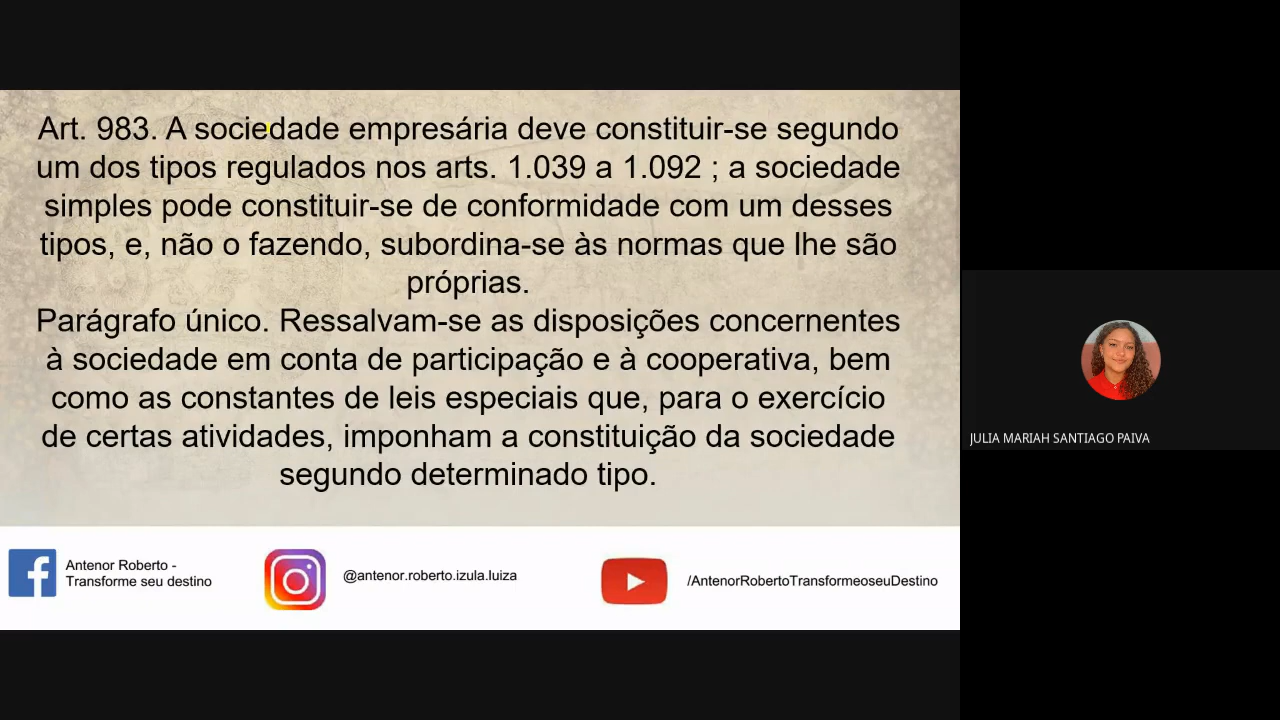 Art. 983. A sociedade empresária deve constituir-se segundo
um dos tipos regulados nos arts. 1.039 a 1.092 ; a sociedade
simples pode constituir-se de conformidade com um desses
tipos, e, não o fazendo, subordina-se às normas que lhe são
próprias.
Parágrafo único. Ressalvam-se as disposições concernentes
à sociedade em conta de participação e à cooperativa, bem
como as constantes de leis especiais que, para o exercício
de certas atividades, imponham a constituição da sociedade
segundo determinado tipo.
Antenor Roberto -
Transforme seu destino
@antenor.roberto.izula.luiza
/AntenorRobertoTransformeoseuDestino
JULIA MARIAH SANTIAGO PAIVA